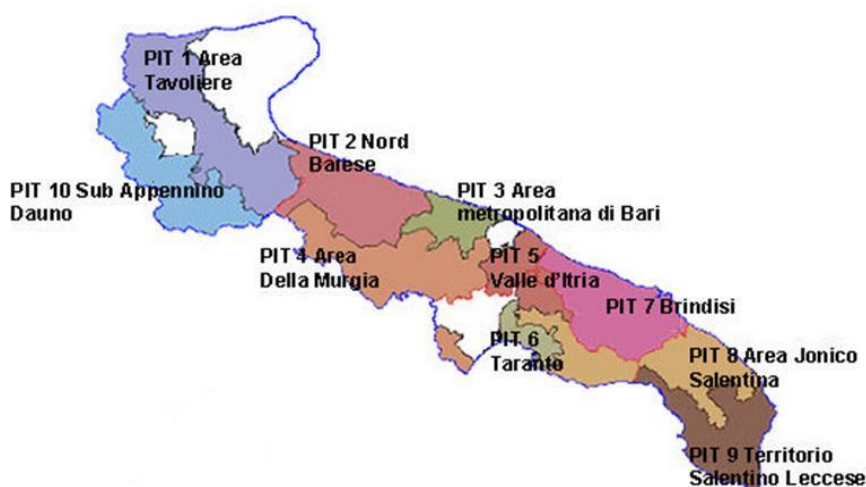 PIT 1 Area
Tavoliere
PIT 2 Nord
Barese
PIT 10 Sub Appennino
Dauno
PIT 3 Area
metropolitana di Bari
PIT 4 Area
Della Murgia
PIT 5
Valle d'Itria
PIT 7 Brindisi
PIT 6
Taranto
PIT 8 Area Jonico
Salentina
PIT 9 Territorio
Salentino Leccese